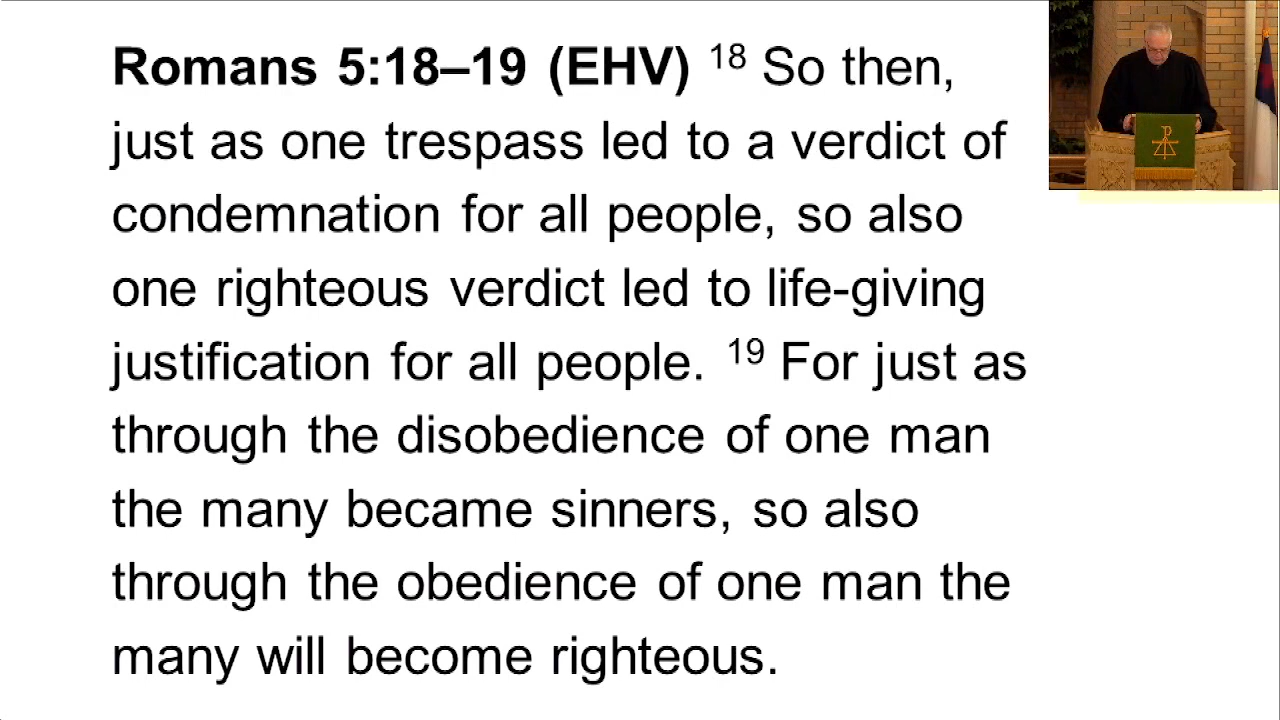 Romans 5:18–19 (EHV) 18 So then,
just as one trespass led to a verdict of
condemnation for all people, so also
one righteous verdict led to life-giving
justification for all people. 19 For just as
through the disobedience of one man
the many became sinners, so also
through the obedience of one man the
many will become righteous.